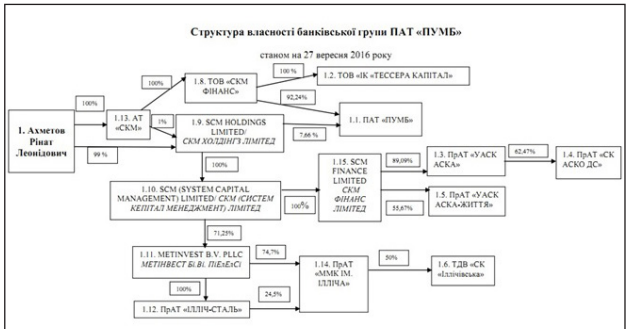 Структура власності банківської групи ПАТ «ПУМБ»
станом на 27 вересня 2016 року
1. Ахметов
Рінат
Леонідович
100%
99 %
1.13. АТ
«СКМ»
100%
1%
1.8. ТОВ «СКМ
ФІНАНС»
100 %
92,24%
1.2. ТОВ «ІК «ТЕССЕРА КАПІТАЛ»
1.1. ПАТ «ПУМБ»
1.9. SCM HOLDINGS
LIMITED/
СКМ ХОЛДІНГЗ ЛІМІТЕД
7,66 %
100%
1.10. SCM (SYSTEM CAPITAL
MANAGEMENT) LIMITED/ СКМ (СИСТЕМ
КЕПІТАЛ МЕНЕДЖМЕНТ) ЛІМІТЕД
100%
1.15. SCM
FINANCE
LIMITED
СКМ
ФІНАНС
ЛІМІТЕД
89,09%
55,67%
1.3. ПрАТ «УАСК
АСКА»
62,47%
1.4. ПрАТ «СК
АСКО ДС»
1.5. ПрАТ «УАСК
АСКА-ЖИТТЯ»
71,25%
1.11. METINVEST B.V. PLLC
МЕТІНВЕСТ Бі.Ві. ПіЕлЕлСі
74,7%
100%
1.12. ПрАТ «ІЛЛІЧ-СТАЛЬ»
24,5%
1.14. ПрАТ
«ММК ІМ.
ІЛЛІЧА»
50%
1.6. ТДВ «СК
«Іллічівська»